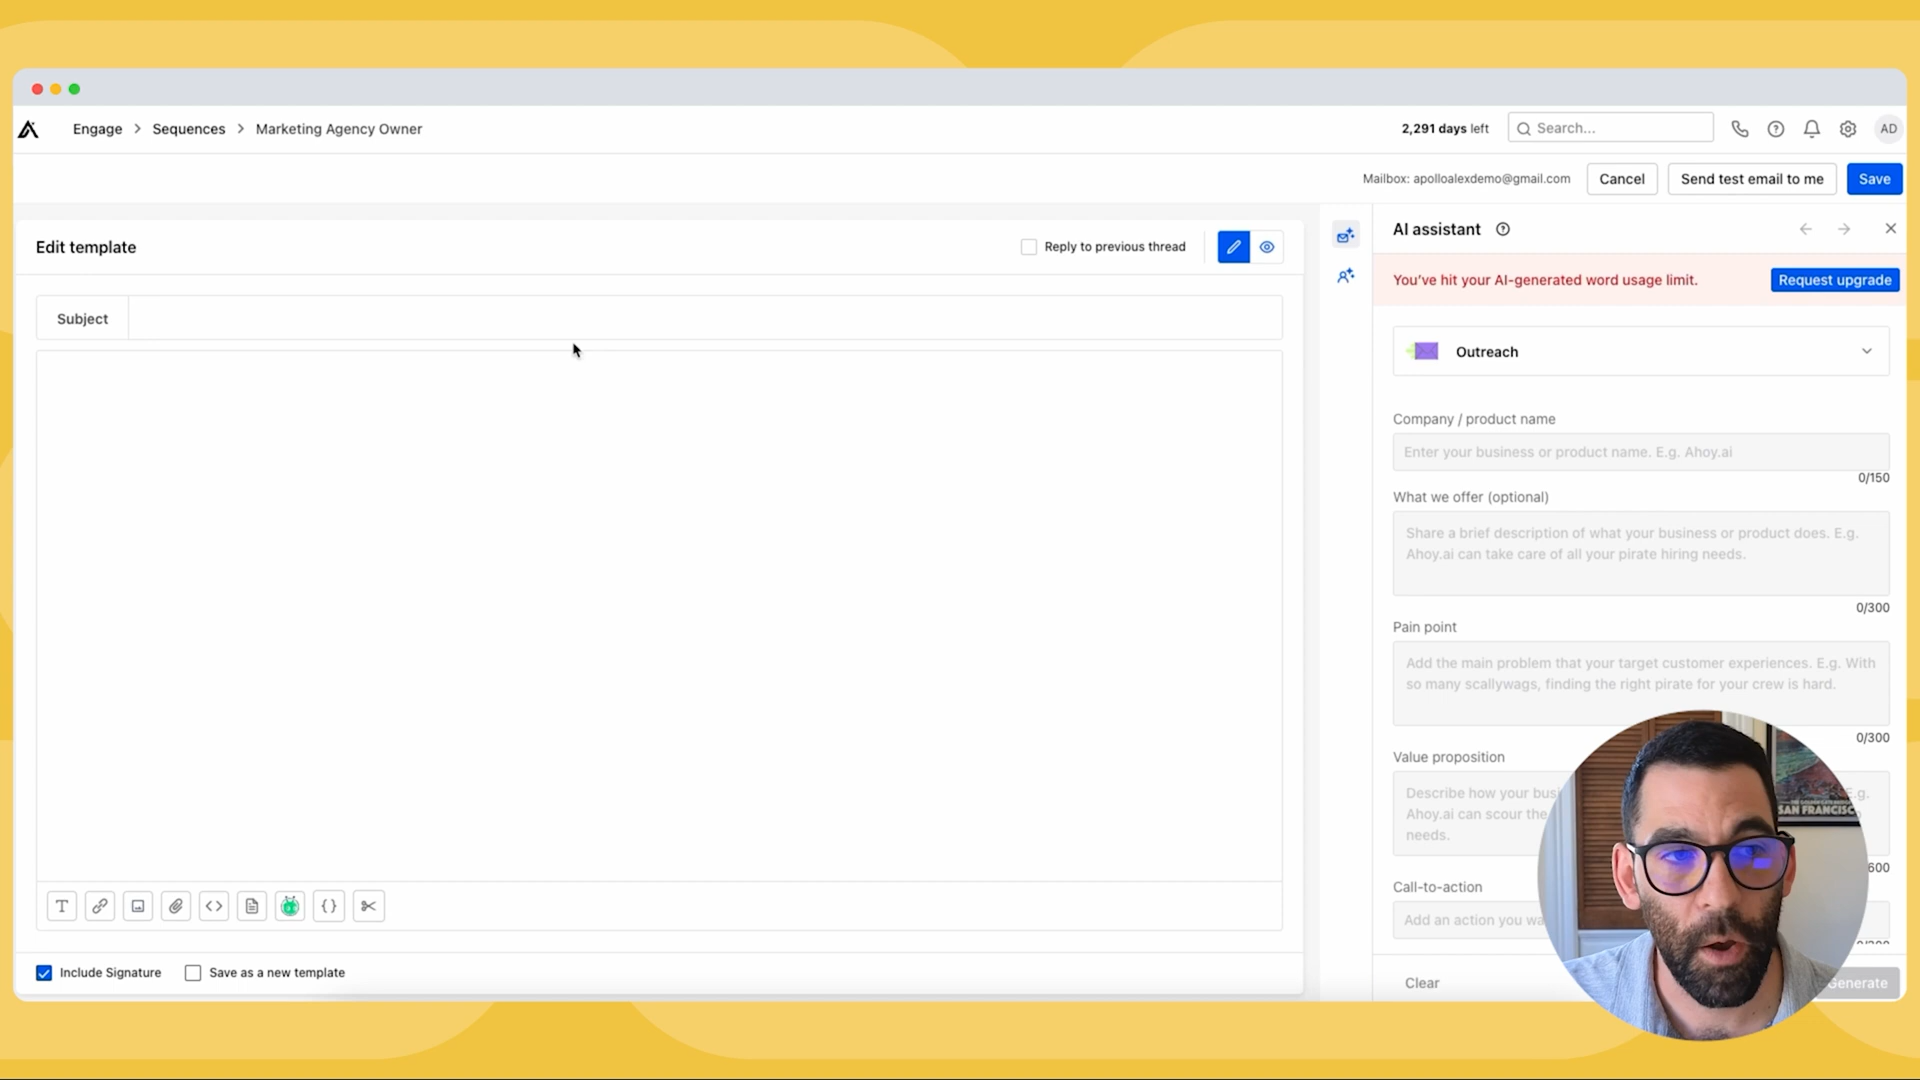 Engage > Sequences > Marketing Agency Owner
2,291 days left
Search...
AD
Mailbox: apolloalexdemo@gmail.com
Cancel
Send test email to me
Save
Edit template
Reply to previous thread
Subject
Include Signature
Save as a new template
AI assistant
You've hit your AI-generated word usage limit.
Request upgrade
Outreach
Company / product name
Enter your business or product name. E.g. Ahoy.ai
0/150
What we offer (optional)
Share a brief description of what your business or product does. E.g.
Ahoy.ai can take care of all your pirate hiring needs.
0/300
Pain point
Add the main problem that your target customer experiences. E.g. With
so many scallywags, finding the right pirate for your crew is hard.
0/300
Value proposition
Describe how your E.g.
Ahoy.ai can scour the
needs.
600
Call-to-action
Add an action you
Clear
Generate
SAN FRANCISC